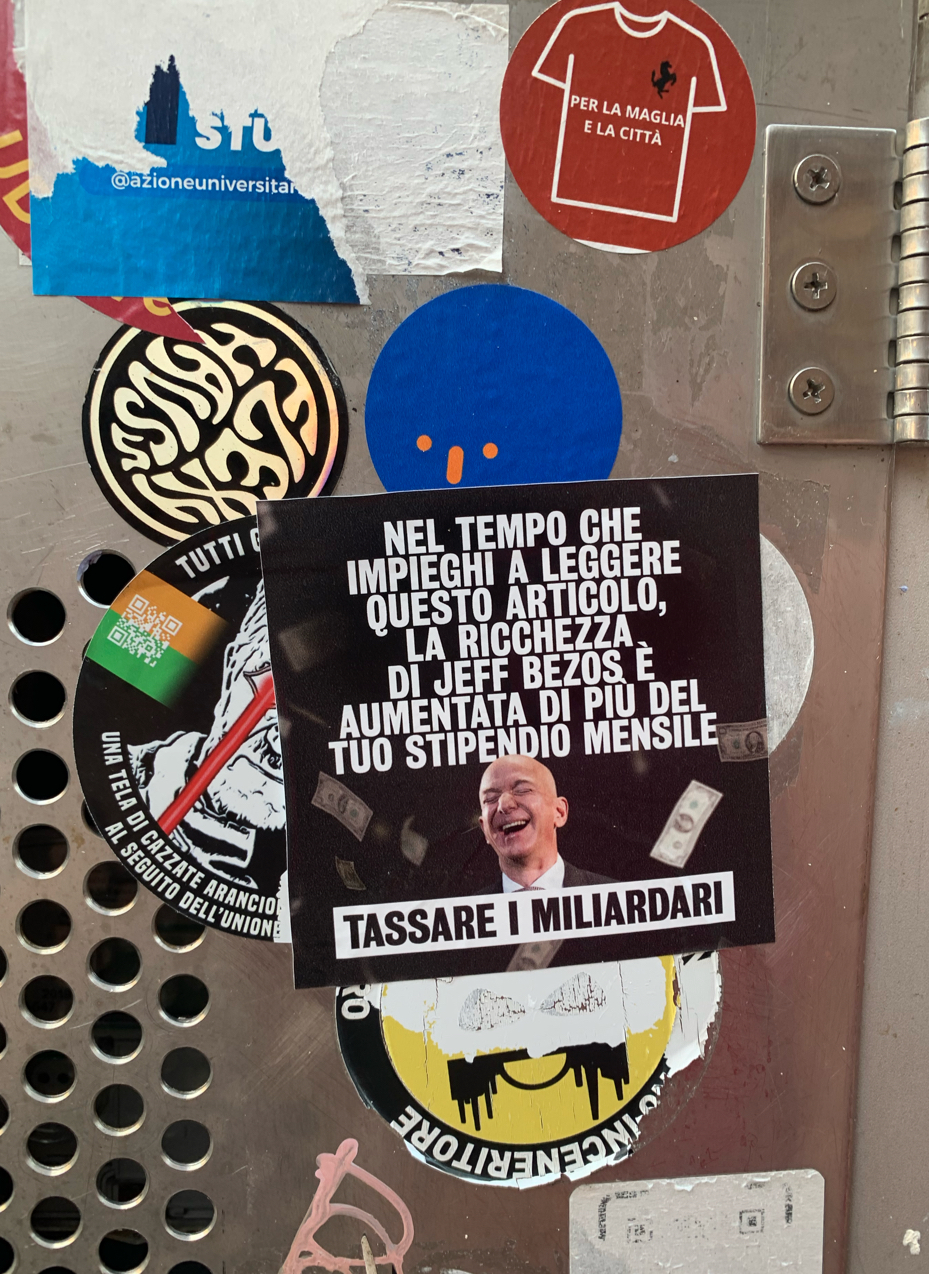 STU
@azioneuniversitar
PER LA MAGLIA
E LA CITTÀ
TUTTI
NEL TEMPO CHE
IMPIEGHI A LEGGERE
QUESTO ARTICOLO,
LA RICCHEZZA
DI JEFF BEZOS È
AUMENTATA DI PIÙ DEL
TUO STIPENDIO MENSILE
TASSARE I MILIARDARI
UNA TELA DI CAZZATE ARANCIO
AL SEGUITO DELL'UNIONE
INCENERITORE